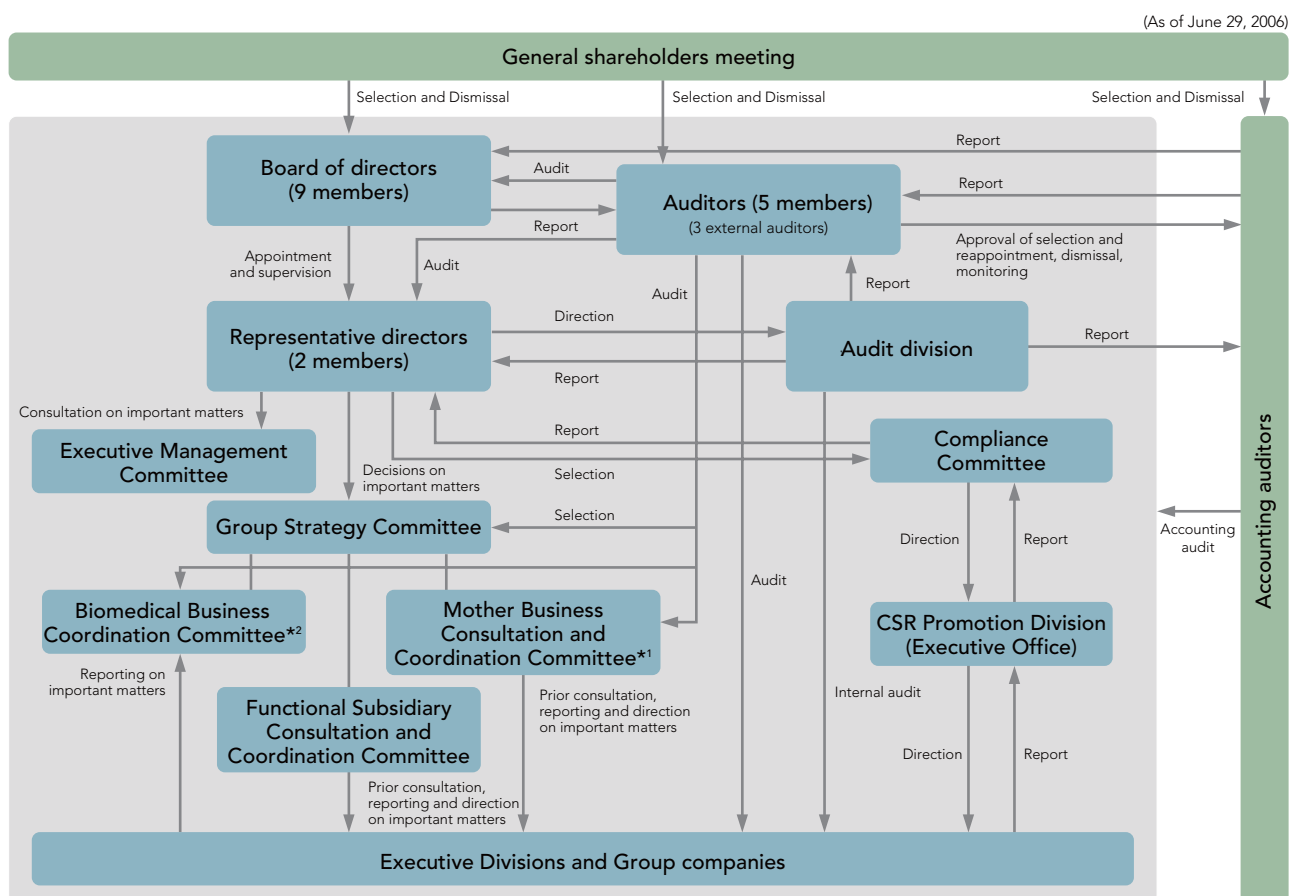 (As of June 29, 2006)
General shareholders meeting
Selection and Dismissal
Selection and Dismissal
Selection and Dismissal
Board of directors
(9 members)
Report
Audit
Auditors (5 members)
(3 external auditors)
Report
Report
Approval of selection and
reappointment, dismissal,
monitoring
Appointment
and supervision
Audit
Audit
Report
Representative directors
(2 members)
Direction
Report
Audit division
Report
Consultation on important matters
Executive Management
Committee
Decisions on
important matters
Report
Selection
Compliance
Committee
Group Strategy Committee
Selection
Direction
Report
Accounting
audit
Accounting auditors
Biomedical Business
Coordination Committee*2
Mother Business
Consultation and
Coordination Committee*1
Audit
CSR Promotion Division
(Executive Office)
Reporting on
important matters
Functional Subsidiary
Consultation and
Coordination Committee
Prior consultation,
reporting and direction
on important matters
Internal audit
Direction
Report
Prior consultation,
reporting and direction
on important matters
Executive Divisions and Group companies